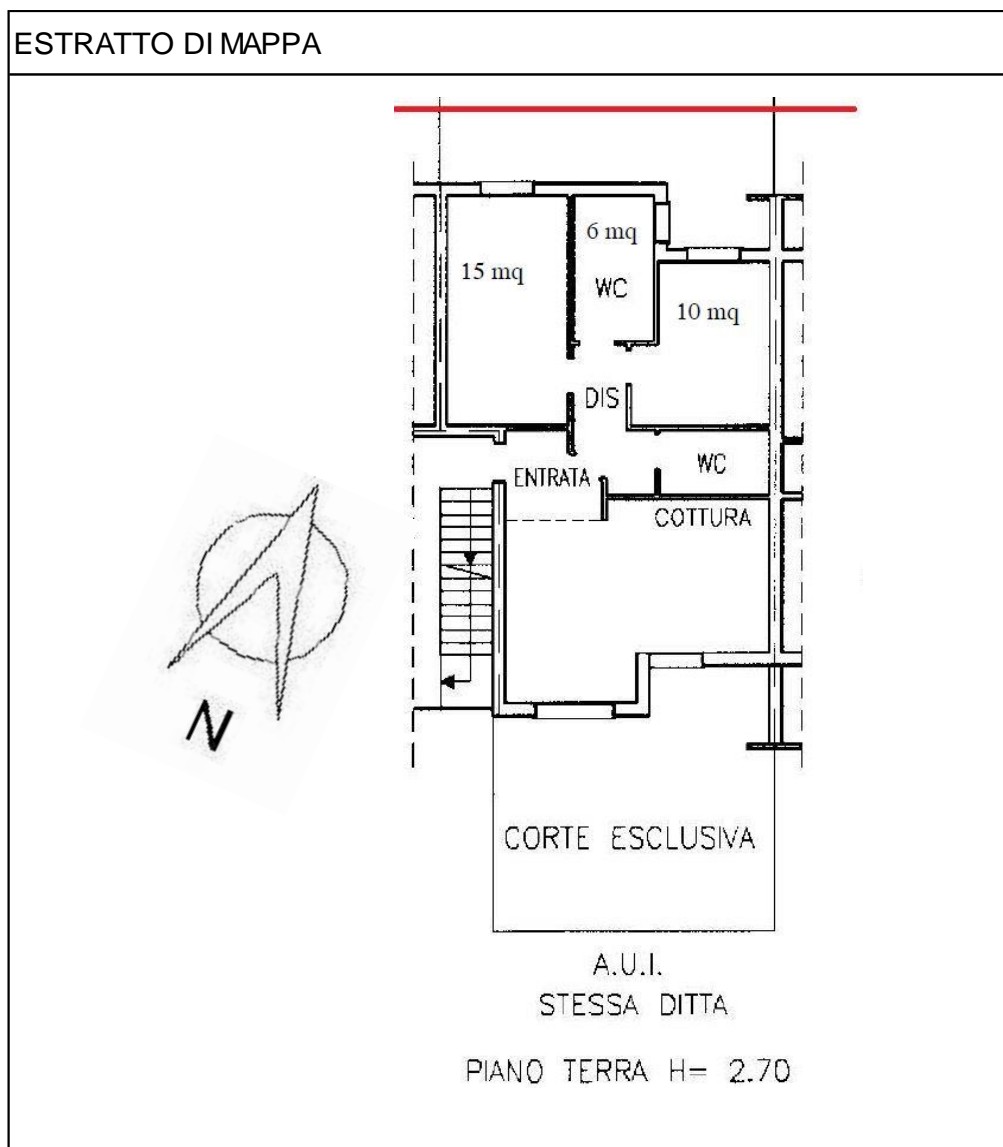 ESTRATTO DI MAPPA
6 mq
15 mq
WC
10 mq
DIS
ENTRATA
WC
COTTURA
N
CORTE ESCLUSIVA
A.U.I.
STESSA DITTA
PIANO TERRA H= 2.70